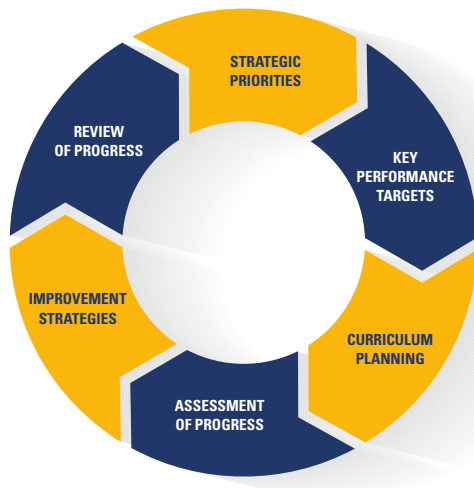 STRATEGIC
PRIORITIES
KEY
PERFORMANCE
TARGETS
CURRICULUM
PLANNING
ASSESSMENT
OF PROGRESS
IMPROVEMENT
STRATEGIES
REVIEW
OF PROGRESS